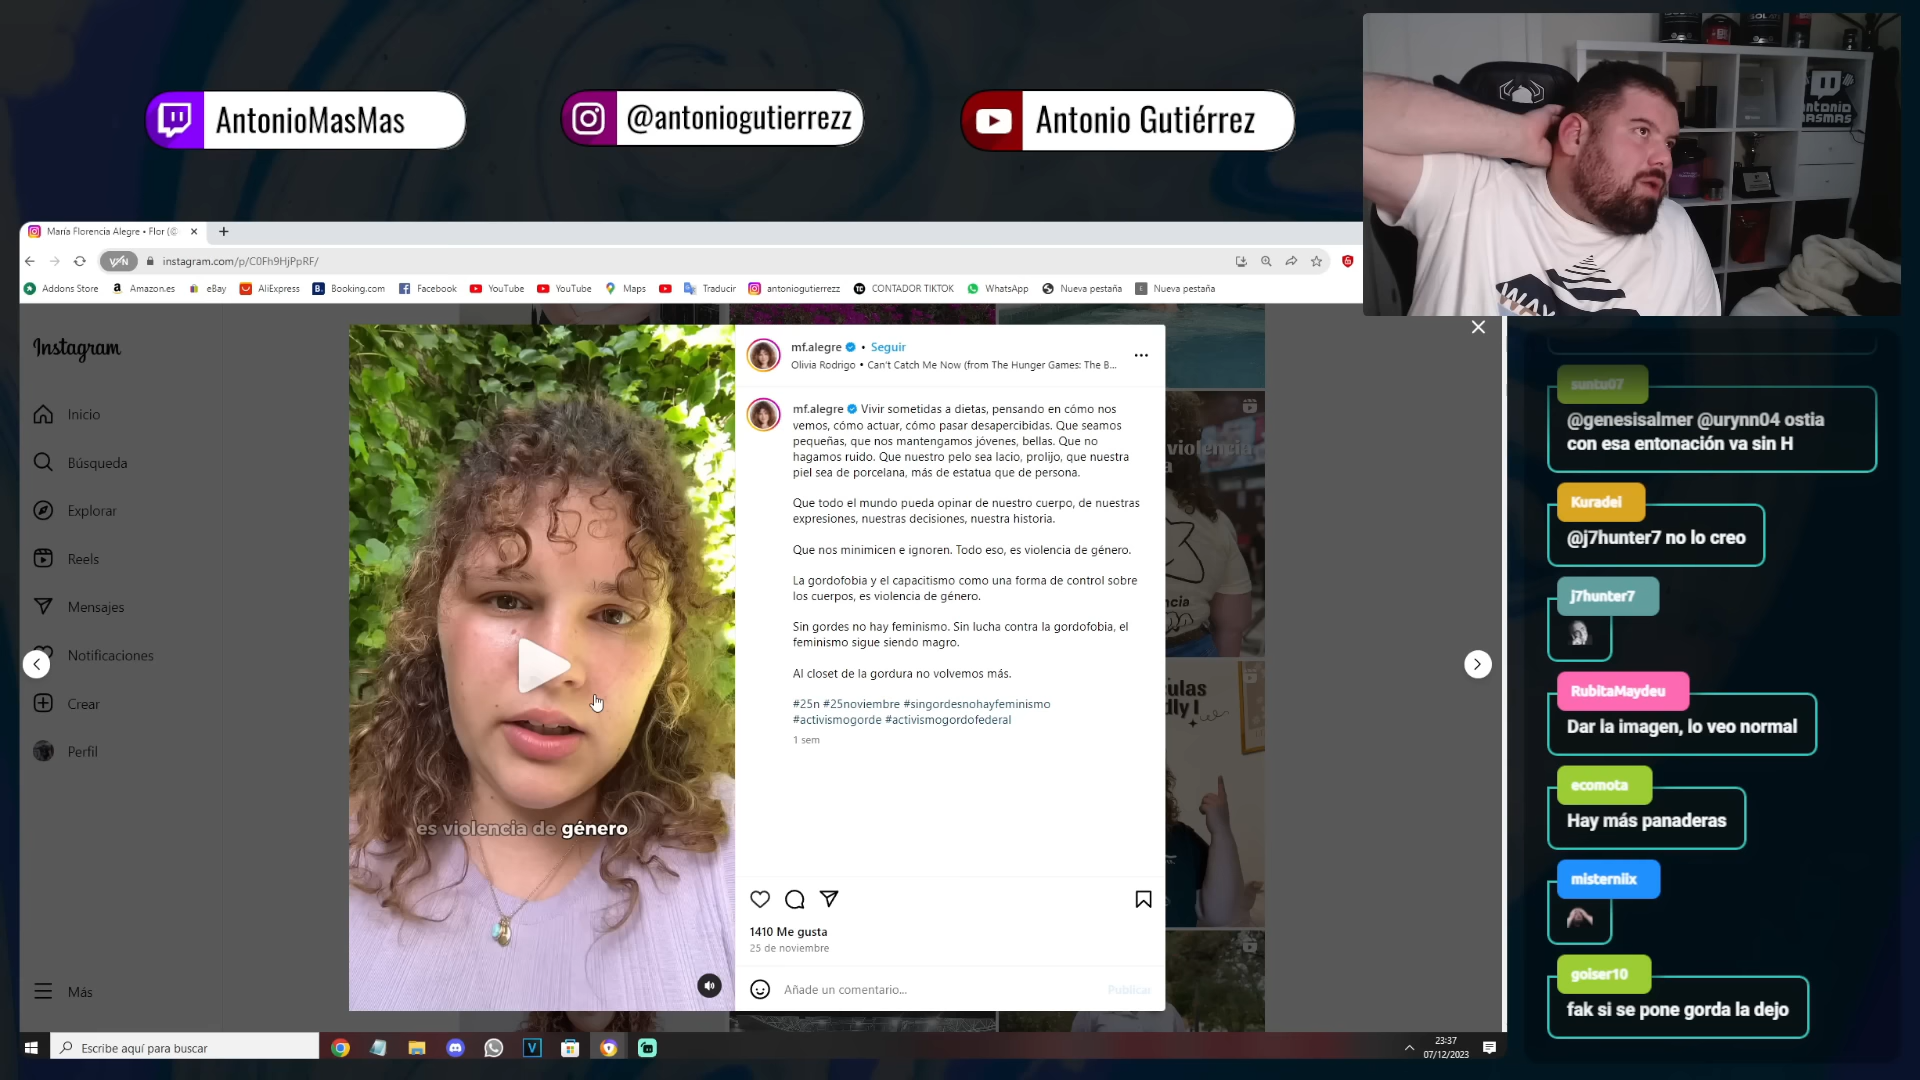 AntonioMasMas
@antoniogutierrezz
Antonio Gutiérrez
antonio
MASMAS
María Florencia Alegre • Flor (@
VPN
instagram.com/p/C0Fh9HjPpRF/
Addons Store
Amazon.es
eBay
AliExpress
Booking.com
Facebook
YouTube
YouTube
Maps
Traducir
antoniogutierrezz
CONTADOR TIKTOK
WhatsApp
Nueva pestaña
Nueva pestaña
Instagram
Inicio
Búsqueda
Explorar
Reels
Mensajes
Notificaciones
Crear
Perfil
Más
es violencia de género
mf.alegre • Seguir
Olivia Rodrigo • Can't Catch Me Now (from The Hunger Games: The B...
mf.alegre Vivir sometidas a dietas, pensando en cómo nos
vemos, cómo actuar, cómo pasar desapercibidas. Que seamos
pequeñas, que nos mantengamos jóvenes, bellas. Que no
hagamos ruido. Que nuestro pelo sea lacio, prolijo, que nuestra
piel sea de porcelana, más de estatua que de persona.
Que todo el mundo pueda opinar de nuestro cuerpo, de nuestras
expresiones, nuestras decisiones, nuestra historia.
Que nos minimicen e ignoren. Todo eso, es violencia de género.
La gordofobia y el capacitismo como una forma de control sobre
los cuerpos, es violencia de género.
Sin gordes no hay feminismo. Sin lucha contra la gordofobia, el
feminismo sigue siendo magro.
Al closet de la gordura no volvemos más.
#25n #25noviembre #singordesnohayfeminismo
#activismogorde #activismogordofederal
1 sem
1410 Me gusta
25 de noviembre
Añade un comentario...
Publicar
violencia
suntu07
@genesisalmer @urynn04 ostia
con esa entonación va sin H
Kuradei
@j7hunter7 no lo creo
j7hunter7
RubitaMaydeu
Dar la imagen, lo veo normal
ecomota
Hay más panaderas
misterniix
goiser10
fak si se pone gorda la dejo
Escribe aquí para buscar
23:37
07/12/2023